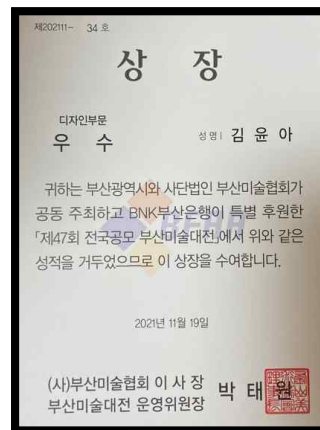 제202111- 34 호
상 장
디자인부문
우 수
성명 | 김 윤 아
귀하는 부산광역시와 사단법인 부산미술협회가
공동 주최하고 BNK부산은행이 특별 후원한
「제47회 전국공모 부산미술대전」에서 위와 같은
성적을 거두었으므로 이 상장을 수여합니다.
2021년 11월 19일
(사)부산미술협회 이 사 장
부산미술대전 운영위원장
박 태 원